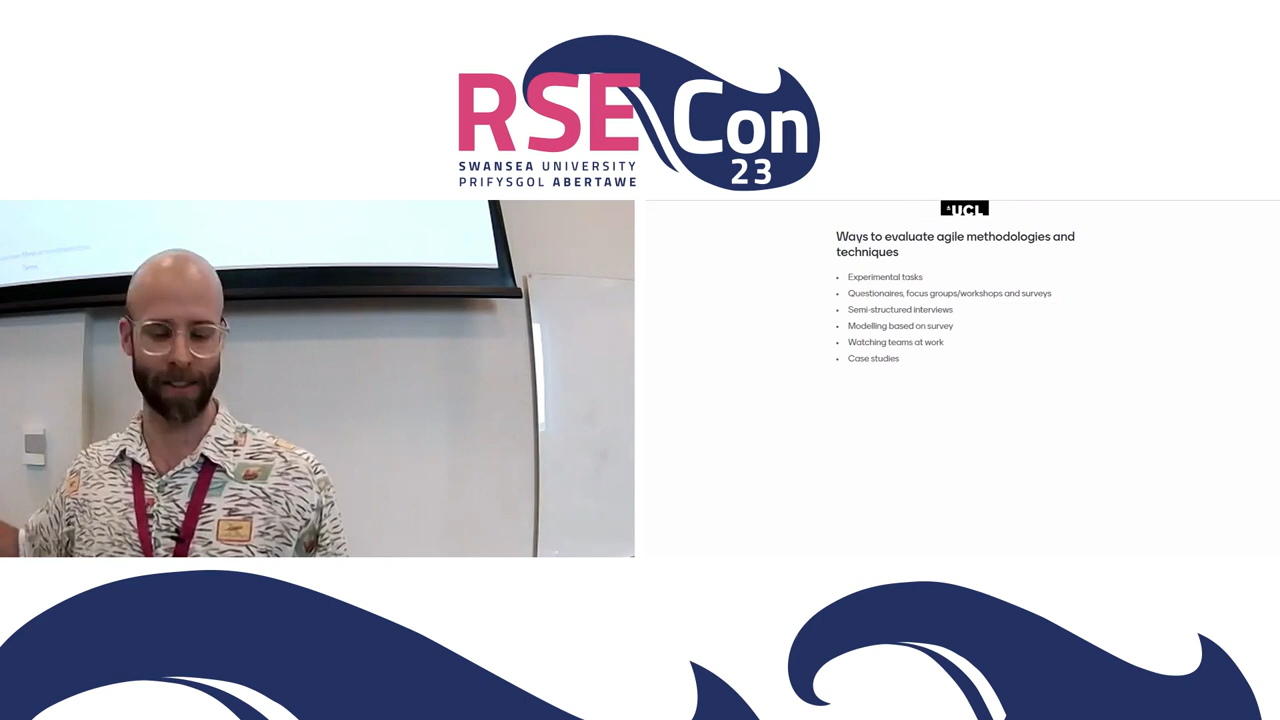 RSE Con
23
SWANSEA UNIVERSITY
PRIFYSGOL ABERTAWE
UCL
Ways to evaluate agile methodologies and
techniques
• Experimental tasks
• Questionaires, focus groups/workshops and surveys
• Semi-structured interviews
• Modelling based on survey
• Watching teams at work
• Case studies